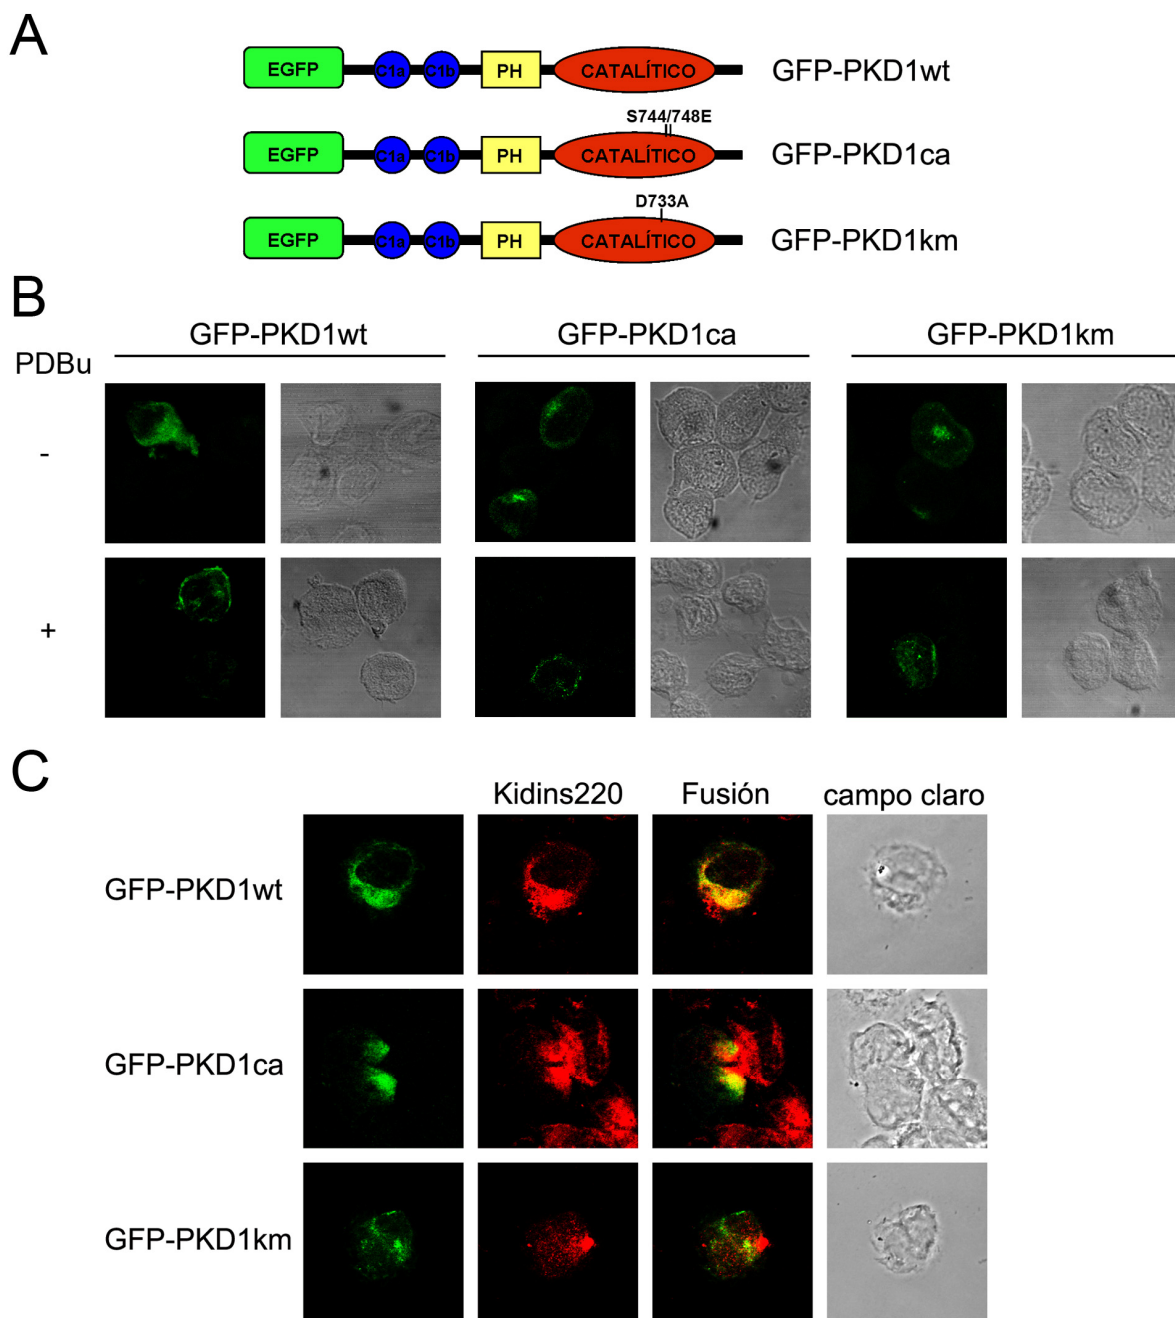 A
EGFP C1a C1b PH CATALÍTICO GFP-PKD1wt
S744/748E
EGFP C1a C1b PH CATALÍTICO GFP-PKD1ca
D733A
EGFP C1a C1b PH CATALÍTICO GFP-PKD1km
B
GFP-PKD1wt GFP-PKD1ca GFP-PKD1km
PDBu
-
+
C
Kidins220 Fusión campo claro
GFP-PKD1wt
GFP-PKD1ca
GFP-PKD1km